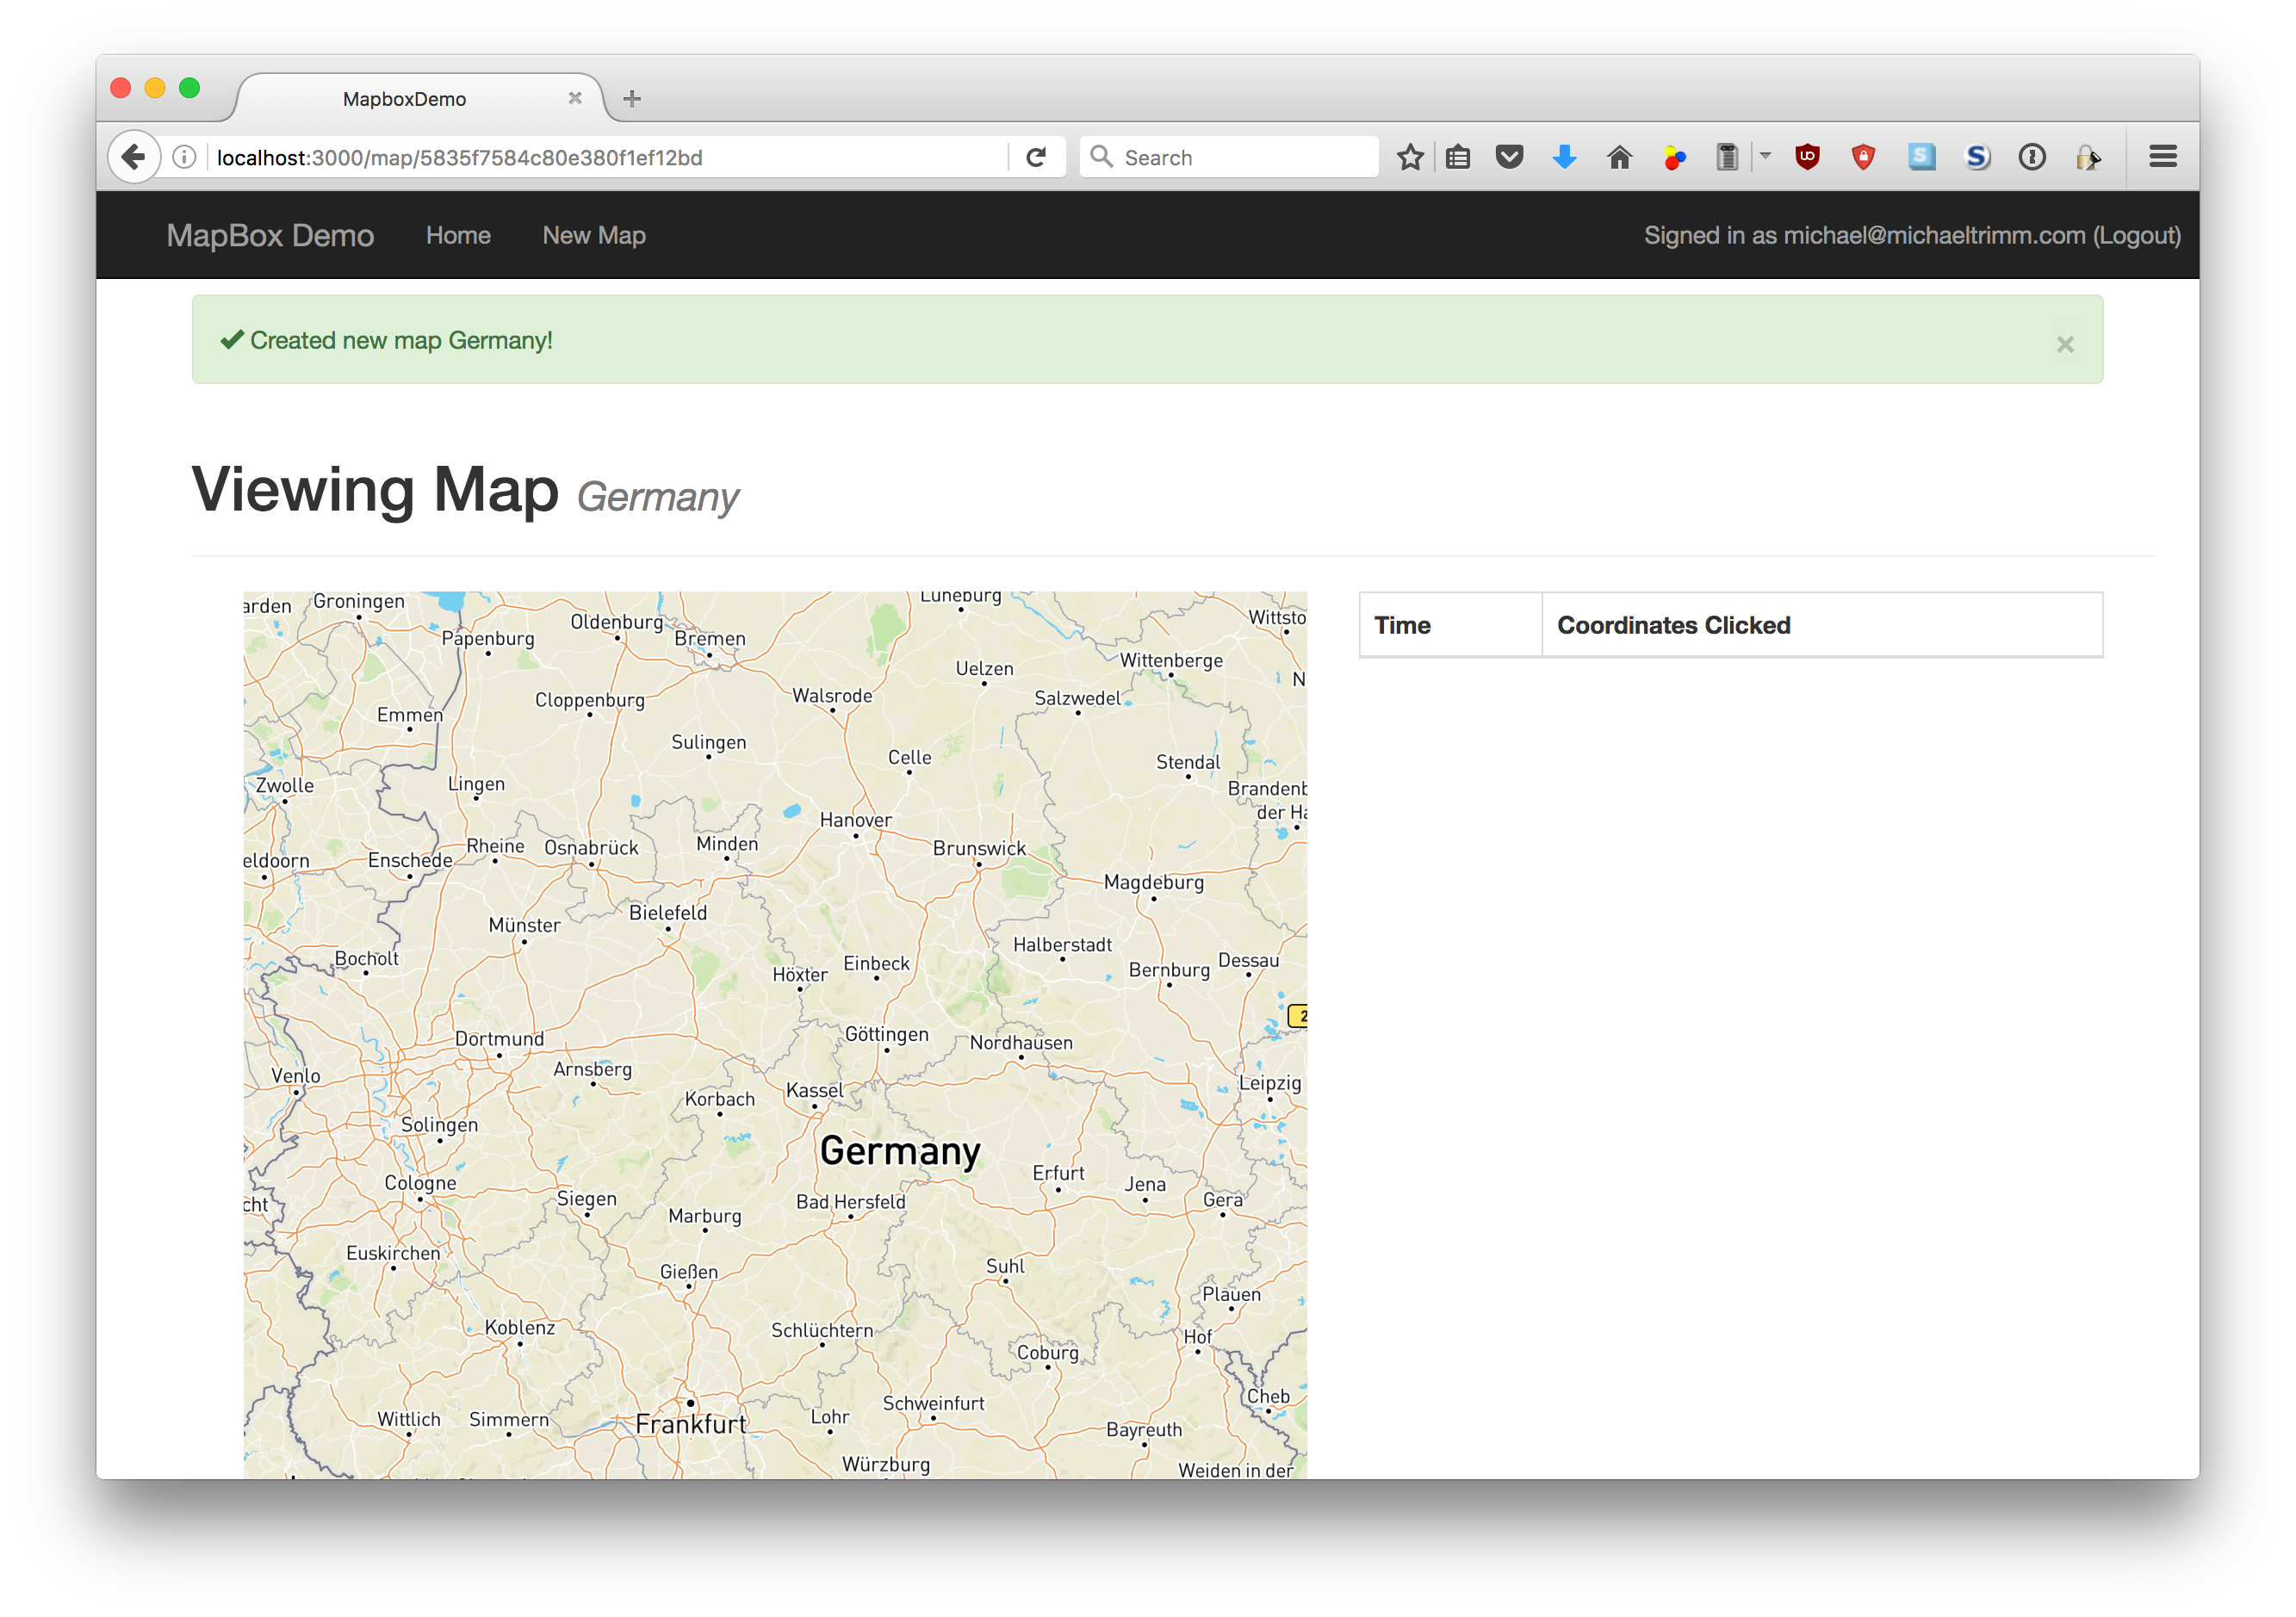 MapboxDemo
localhost:3000/map/5835f7584c80e380f1ef12bd
Search
MapBox Demo Home New Map Signed in as michael@michaeltrimm.com (Logout)
Created new map Germany!
Viewing Map Germany
Time Coordinates Clicked
arden Groningen Luneburg
Papenburg Oldenburg Bremen Wittsto
Uelzen Wittenberge
Cloppenburg Walsrode Salzwedel N
Emmen
Sulingen Celle Stendal
Zwolle Lingen Brandenb
der Ha
Hanover
Rheine Osnabrück Minden Brunswick
eldoorn Enschede
Magdeburg
Münster Bielefeld
Bocholt Höxter Einbeck Halberstadt
Bernburg Dessau
2
Dortmund Göttingen Nordhausen
Venlo Arnsberg Korbach Kassel Leipzig
Solingen
Germany
Cologne Siegen Bad Hersfeld Erfurt Jena Gera
cht Marburg
Euskirchen Gießen Suhl
Plauen
Koblenz Schlüchtern Hof
Coburg
Cheb
Wittlich Simmern Frankfurt Lohr Schweinfurt
Bayreuth
Würzburg Weiden in der